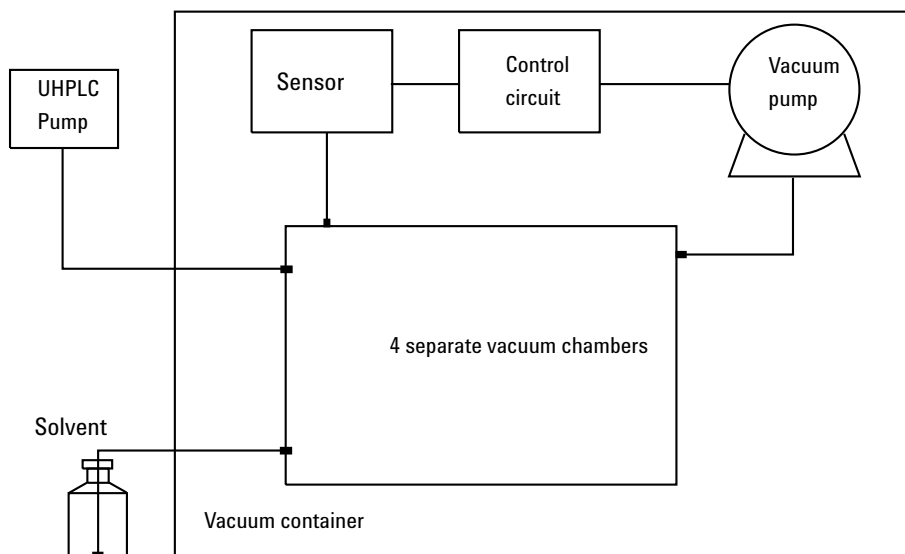 UHPLC
Pump
Sensor
Control
circuit
Vacuum
pump
4 separate vacuum chambers
Solvent
Vacuum container